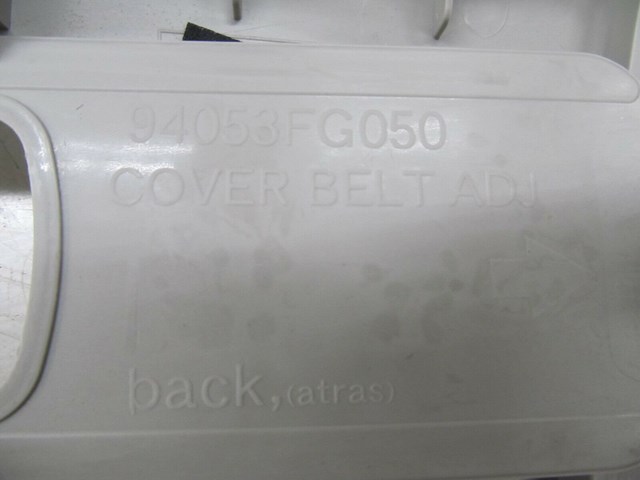 94053FG050
COVER BELT ADJ
back,(atras)